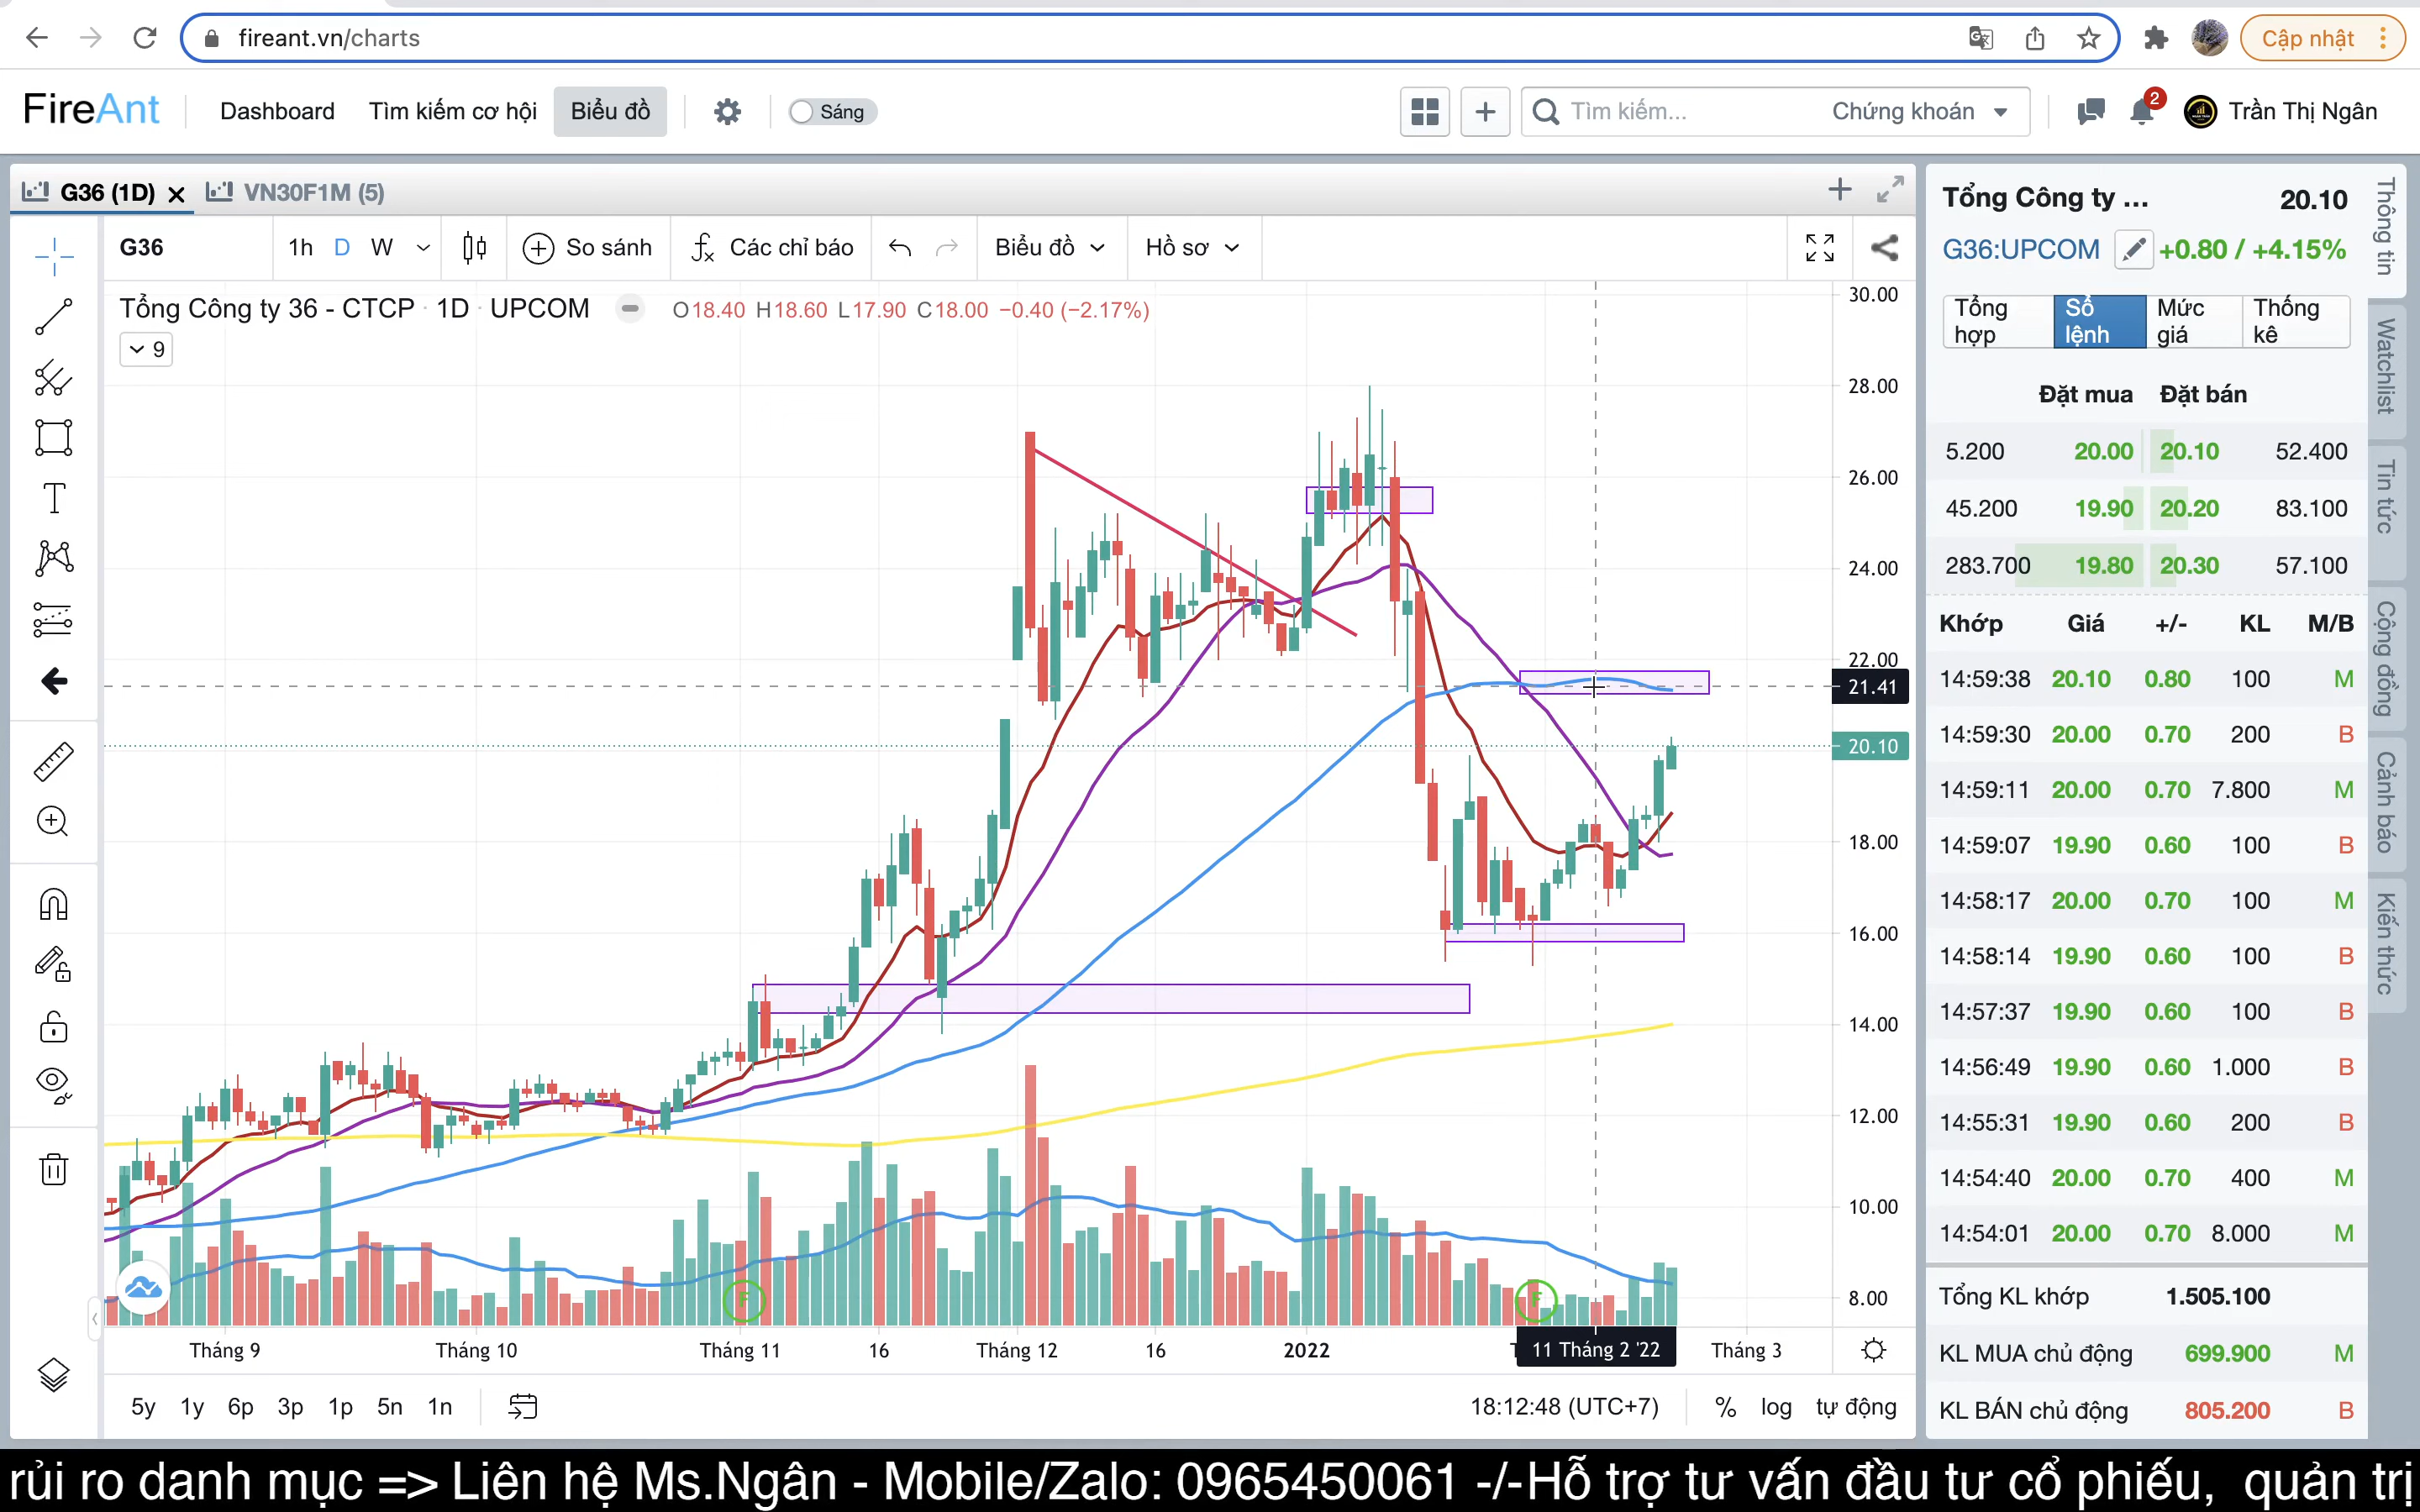 fireant.vn/charts
Cập nhật
FireAnt
Dashboard
Tìm kiếm cơ hội
Biểu đồ
Sáng
Tìm kiếm...
Chứng khoán
2
Trần Thị Ngân
G36 (1D)
VN30F1M (5)
G36
1h D W
So sánh
Các chỉ báo
Biểu đồ
Hồ sơ
Tổng Công ty 36 - CTCP · 1D · UPCOM
O18.40 H18.60 L17.90 C18.00 −0.40 (−2.17%)
9
30.00
28.00
26.00
24.00
22.00
21.41
20.10
18.00
16.00
14.00
12.00
10.00
8.00
F
F
Tháng 9
Tháng 10
Tháng 11
16
Tháng 12
16
2022
11 Tháng 2 '22
Tháng 3
5y 1y 6p 3p 1p 5n 1n
18:12:48 (UTC+7)
% log tự động
Tổng Công ty ... 20.10
G36:UPCOM +0.80 / +4.15%
Tổng hợp
Sổ lệnh
Mức giá
Thống kê
Đặt mua Đặt bán
5.200 20.00 20.10 52.400
45.200 19.90 20.20 83.100
283.700 19.80 20.30 57.100
Khớp Giá +/- KL M/B
14:59:38 20.10 0.80 100 M
14:59:30 20.00 0.70 200 B
14:59:11 20.00 0.70 7.800 M
14:59:07 19.90 0.60 100 B
14:58:17 20.00 0.70 100 M
14:58:14 19.90 0.60 100 B
14:57:37 19.90 0.60 100 B
14:56:49 19.90 0.60 1.000 B
14:55:31 19.90 0.60 200 B
14:54:40 20.00 0.70 400 M
14:54:01 20.00 0.70 8.000 M
Tổng KL khớp 1.505.100
KL MUA chủ động 699.900 M
KL BÁN chủ động 805.200 B
Thông tin
Watchlist
Tin tức
Cộng đồng
Cảnh báo
Kiến thức
rủi ro danh mục => Liên hệ Ms.Ngân - Mobile/Zalo: 0965450061 -/-Hỗ trợ tư vấn đầu tư cổ phiếu, quản trị